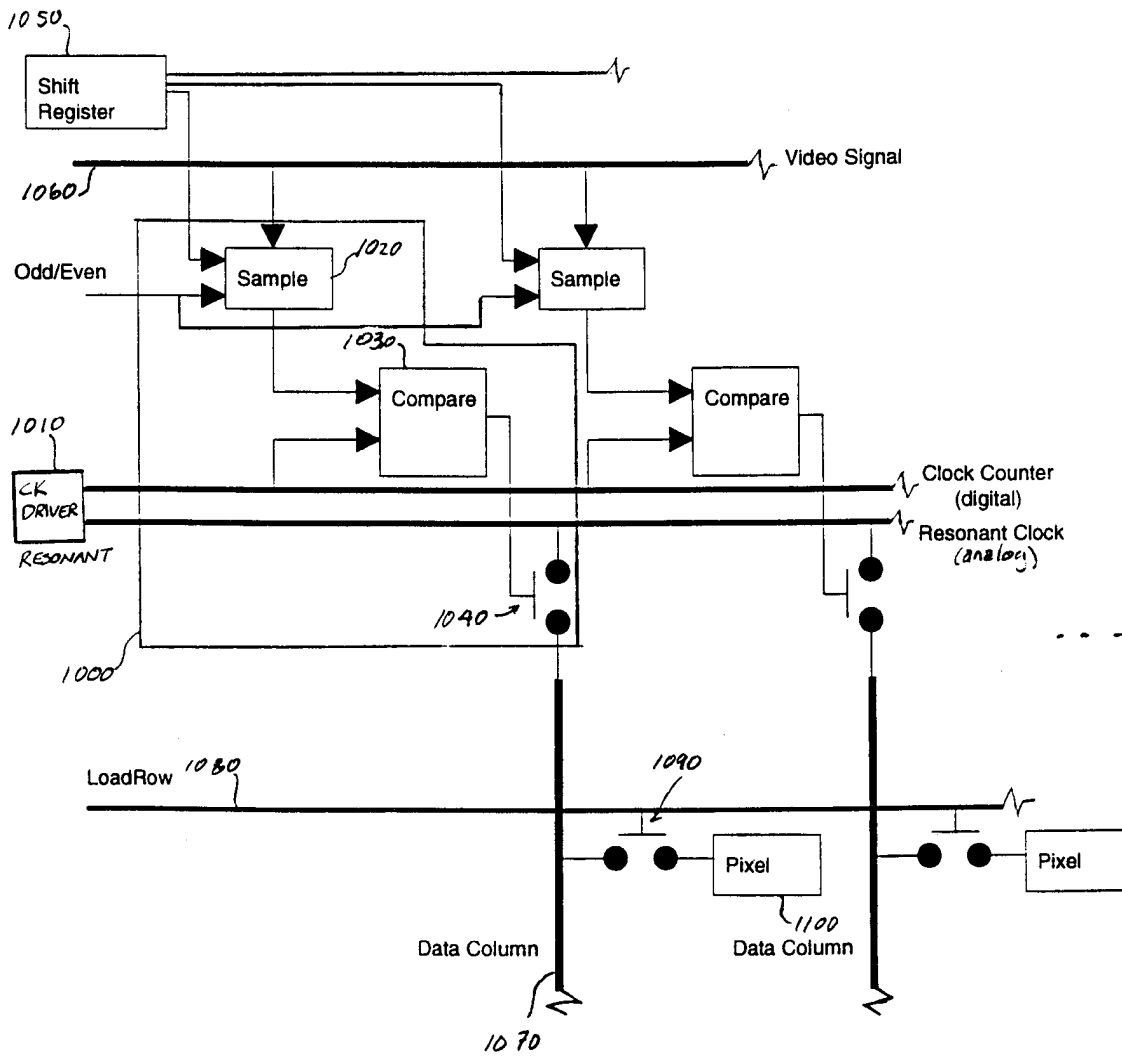 1050
Shift
Register
Video Signal
1060
1020
Odd/Even
Sample
Sample
1030
Compare
Compare
1010
CK
DRIVER
Clock Counter
(digital)
RESONANT
Resonant Clock
(analog)
1040
1000
LoadRow
1080
1090
Pixel
Pixel
1100
Data Column
Data Column
1070